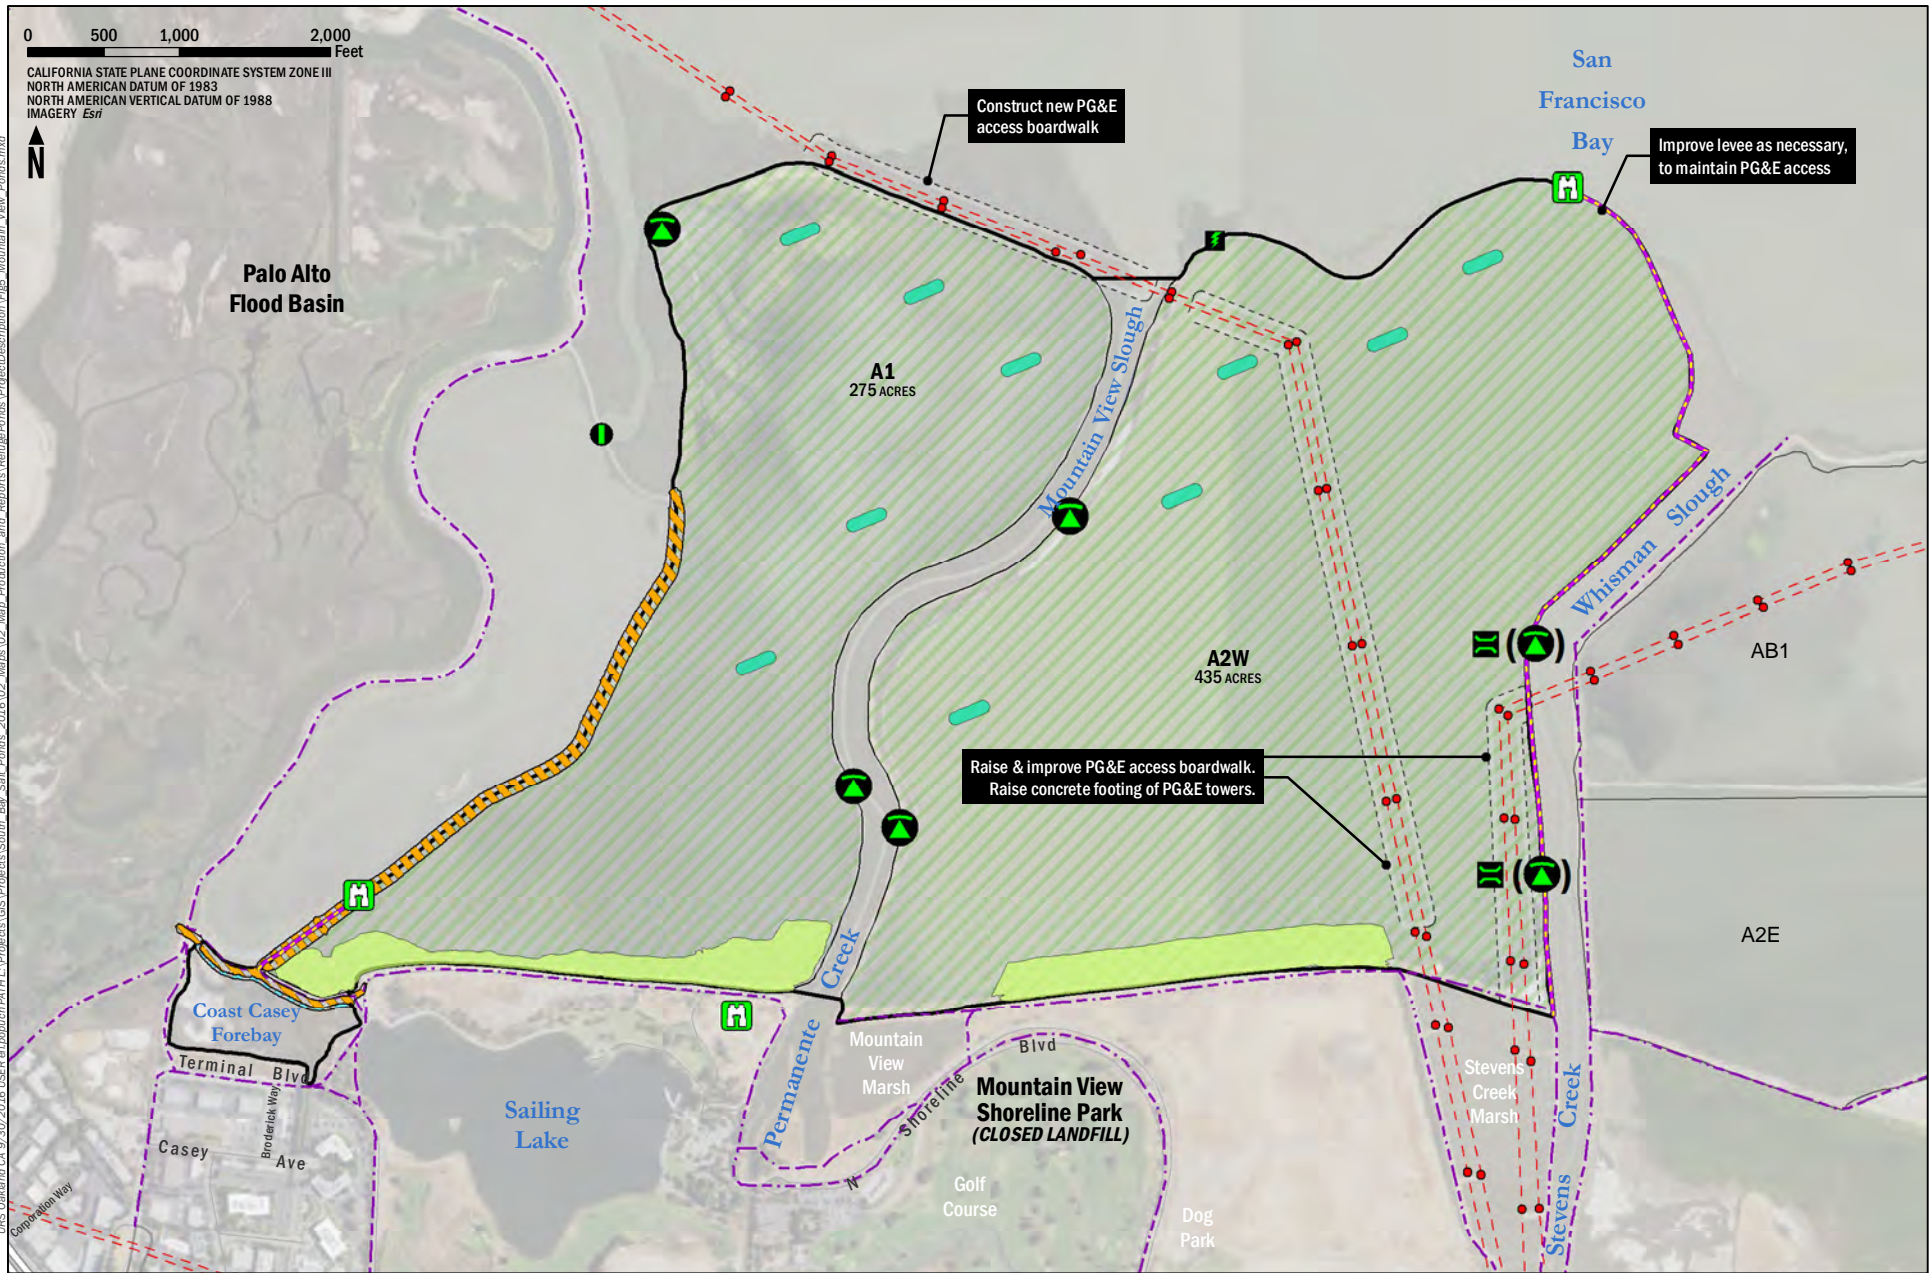 0 500 1,000 2,000
Feet
CALIFORNIA STATE PLANE COORDINATE SYSTEM ZONE III
NORTH AMERICAN DATUM OF 1983
NORTH AMERICAN VERTICAL DATUM OF 1988
IMAGERY Esri
N
San
Francisco
Bay
Construct new PG&E
access boardwalk
Improve levee as necessary,
to maintain PG&E access
Palo Alto
Flood Basin
A1
275 ACRES
Mountain View Slough
A2W
435 ACRES
Whisman Slough
AB1
Raise & improve PG&E access boardwalk.
Raise concrete footing of PG&E towers.
A2E
Coast Casey
Forebay
Terminal Blvd
Broderick Way
Casey Ave
Corporation Way
Sailing
Lake
Permanente Creek
Mountain
View
Marsh
N Shoreline Blvd
Mountain View
Shoreline Park
(CLOSED LANDFILL)
Golf
Course
Dog
Park
Stevens
Creek
Marsh
Stevens Creek